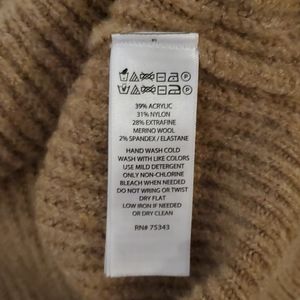 39% ACRYLIC
31% NYLON
28% EXTRAFINE
MERINO WOOL
2% SPANDEX / ELASTANE
HAND WASH COLD
WASH WITH LIKE COLORS
USE MILD DETERGENT
ONLY NON-CHLORINE
BLEACH WHEN NEEDED
DO NOT WRING OR TWIST
DRY FLAT
LOW IRON IF NEEDED
OR DRY CLEAN
RN# 75343